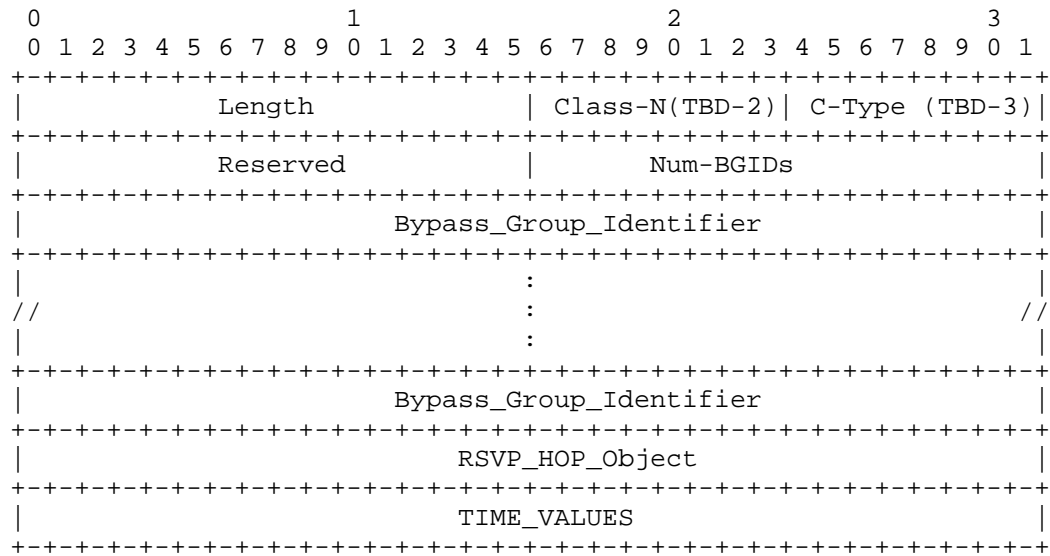 0                   1                   2                   3
 0 1 2 3 4 5 6 7 8 9 0 1 2 3 4 5 6 7 8 9 0 1 2 3 4 5 6 7 8 9 0 1
+-+-+-+-+-+-+-+-+-+-+-+-+-+-+-+-+-+-+-+-+-+-+-+-+-+-+-+-+-+-+-+-+
|            Length             | Class-N(TBD-2)| C-Type (TBD-3)|
+-+-+-+-+-+-+-+-+-+-+-+-+-+-+-+-+-+-+-+-+-+-+-+-+-+-+-+-+-+-+-+-+
|            Reserved           |       Num-BGIDs               |
+-+-+-+-+-+-+-+-+-+-+-+-+-+-+-+-+-+-+-+-+-+-+-+-+-+-+-+-+-+-+-+-+
|                       Bypass_Group_Identifier                 |
+-+-+-+-+-+-+-+-+-+-+-+-+-+-+-+-+-+-+-+-+-+-+-+-+-+-+-+-+-+-+-+-+
|                               :                               |
//                              :                              //
|                               :                               |
+-+-+-+-+-+-+-+-+-+-+-+-+-+-+-+-+-+-+-+-+-+-+-+-+-+-+-+-+-+-+-+-+
|                       Bypass_Group_Identifier                 |
+-+-+-+-+-+-+-+-+-+-+-+-+-+-+-+-+-+-+-+-+-+-+-+-+-+-+-+-+-+-+-+-+
|                           RSVP_HOP_Object                     |
+-+-+-+-+-+-+-+-+-+-+-+-+-+-+-+-+-+-+-+-+-+-+-+-+-+-+-+-+-+-+-+-+
|                           TIME_VALUES                         |
+-+-+-+-+-+-+-+-+-+-+-+-+-+-+-+-+-+-+-+-+-+-+-+-+-+-+-+-+-+-+-+-+